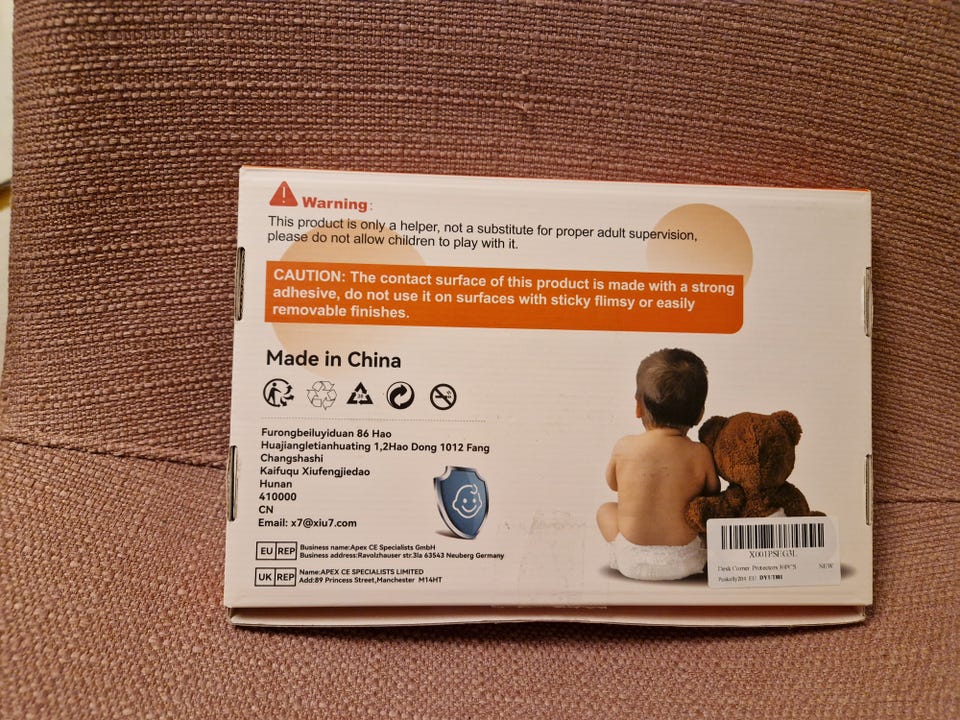 Warning:
This product is only a helper, not a substitute for proper adult supervision,
please do not allow children to play with it.
CAUTION: The contact surface of this product is made with a strong
adhesive, do not use it on surfaces with sticky flimsy or easily
removable finishes.
Made in China
Furongbeiluyiduan 86 Hao
Huajiangletianhuating 1,2Hao Dong 1012 Fang
Changshashi
Kaifuqu Xiufengjiedao
Hunan
410000
CN
Email: x7@xiu7.com
EU REP Business name:Apex CE Specialists GmbH
Business address:Ravolzhauser str.3la 63543 Neuberg Germany
UK REP Name:APEX CE SPECIALISTS LIMITED
Add:89 Princess Street,Manchester M14HT
X001PSEG3L
Desk Corner Protectors NEW
EU